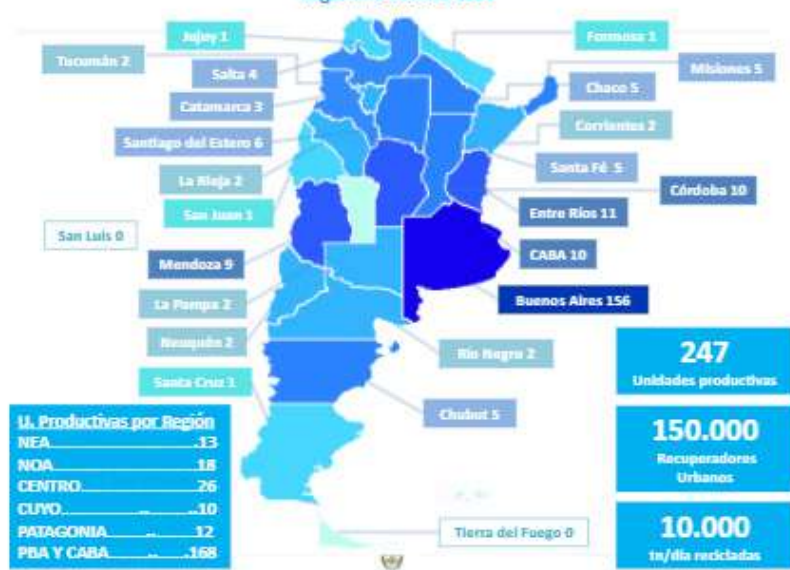 Jujuy 1
Formosa 1
Tucumán 2
Misiones 5
Salta 4
Chaco 5
Catamarca 3
Corrientes 2
Santiago del Estero 6
Santa Fé 5
La Rioja 2
Córdoba 10
San Juan 1
Entre Ríos 11
San Luis 0
CABA 10
Mendoza 9
Buenos Aires 156
La Pampa 2
Neuquén 2
Río Negro 2
Santa Cruz 1
Chubut 5
247
Unidades productivas
150.000
Recuperadores
Urbanos
10.000
tn/día recicladas
U. Productivas por Región
NEA.......................13
NOA.......................18
CENTRO....................26
CUYO..........10
PATAGONIA..........12
PBA Y CABA..........168
Tierra del Fuego 0